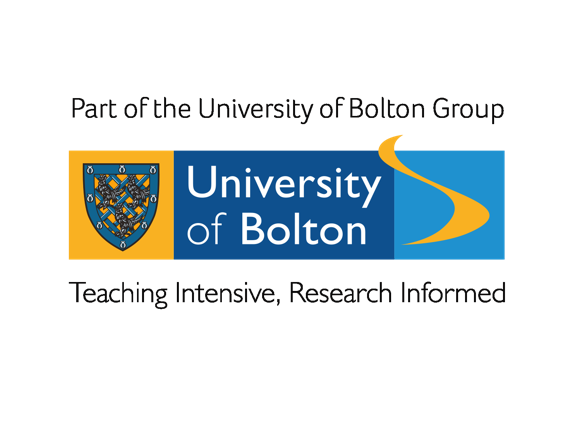 Part of the University of Bolton Group
University
of Bolton
Teaching Intensive, Research Informed